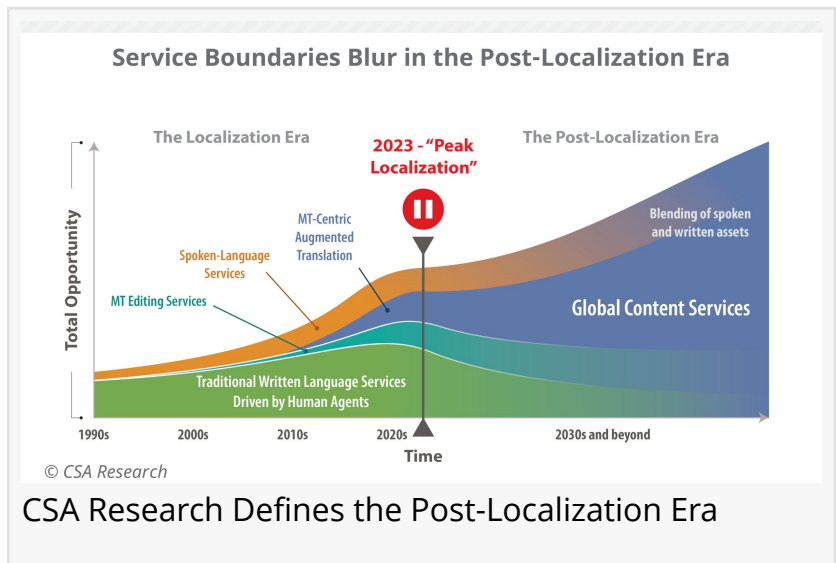 Service Boundaries Blur in the Post-Localization Era
The Localization Era
2023 - “Peak
Localization”
The Post-Localization Era
MT-Centric
Augmented
Translation
Blending of spoken
and written assets
Spoken-Language
Services
MT Editing Services
Global Content Services
Total Opportunity
Traditional Written Language Services
Driven by Human Agents
1990s
2000s
2010s
2020s
2030s and beyond
Time
© CSA Research
CSA Research Defines the Post-Localization Era